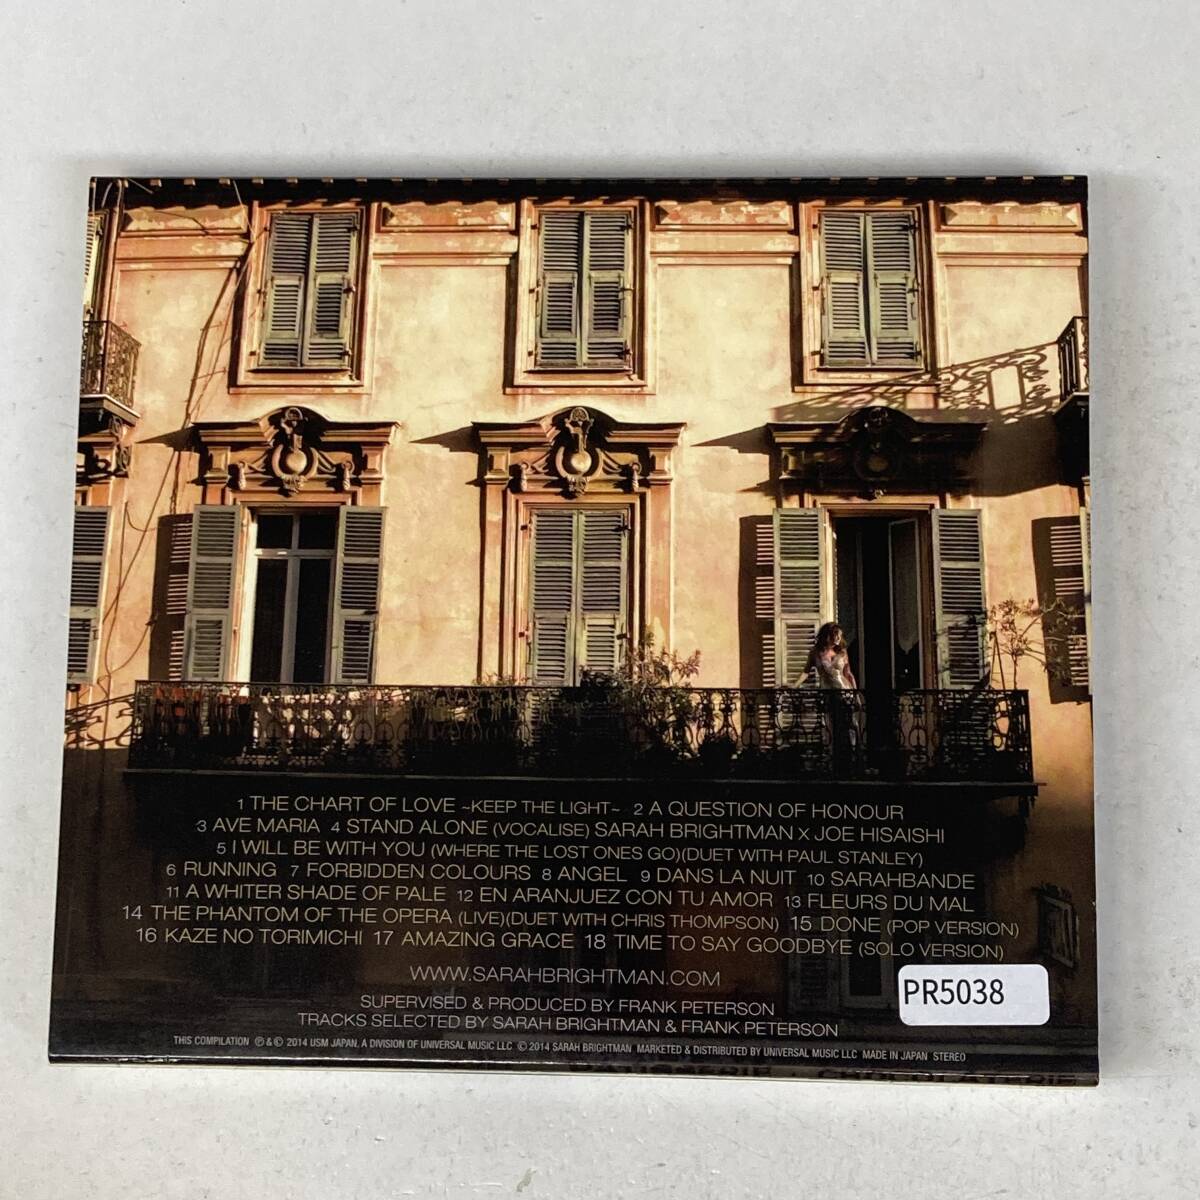 1 THE CHART OF LOVE ~KEEP THE LIGHT~ 2 A QUESTION OF HONOUR
3 AVE MARIA 4 STAND ALONE (VOCALISE) SARAH BRIGHTMAN x JOE HISAISHI
5 I WILL BE WITH YOU (WHERE THE LOST ONES GO)(DUET WITH PAUL STANLEY)
6 RUNNING 7 FORBIDDEN COLOURS 8 ANGEL 9 DANS LA NUIT 10 SARAHBANDE
11 A WHITER SHADE OF PALE 12 EN ARANJUEZ CON TU AMOR 13 FLEURS DU MAL
14 THE PHANTOM OF THE OPERA (LIVE)(DUET WITH CHRIS THOMPSON) 15 DONE (POP VERSION)
16 KAZE NO TORIMICHI 17 AMAZING GRACE 18 TIME TO SAY GOODBYE (SOLO VERSION)
WWW.SARAHBRIGHTMAN.COM
PR5038
SUPERVISED & PRODUCED BY FRANK PETERSON
TRACKS SELECTED BY SARAH BRIGHTMAN & FRANK PETERSON
THIS COMPILATION ℗ & © 2014 USM JAPAN, A DIVISION OF UNIVERSAL MUSIC LLC © 2014 SARAH BRIGHTMAN MARKETED & DISTRIBUTED BY UNIVERSAL MUSIC LLC MADE IN JAPAN STEREO
PATISSERIE · CHOCOLATERIE